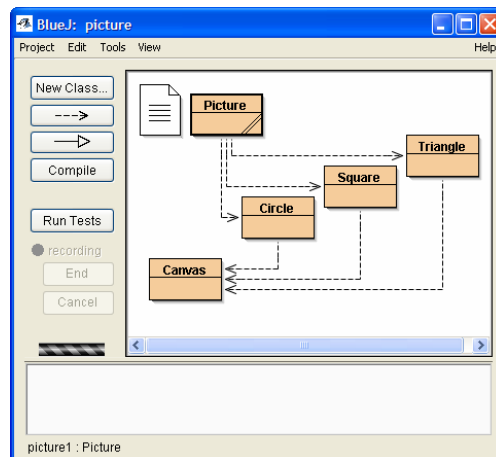 BlueJ: picture
Project Edit Tools View Help
New Class...
Compile
Run Tests
recording
End
Cancel
Picture
Triangle
Square
Circle
Canvas
picture1 : Picture